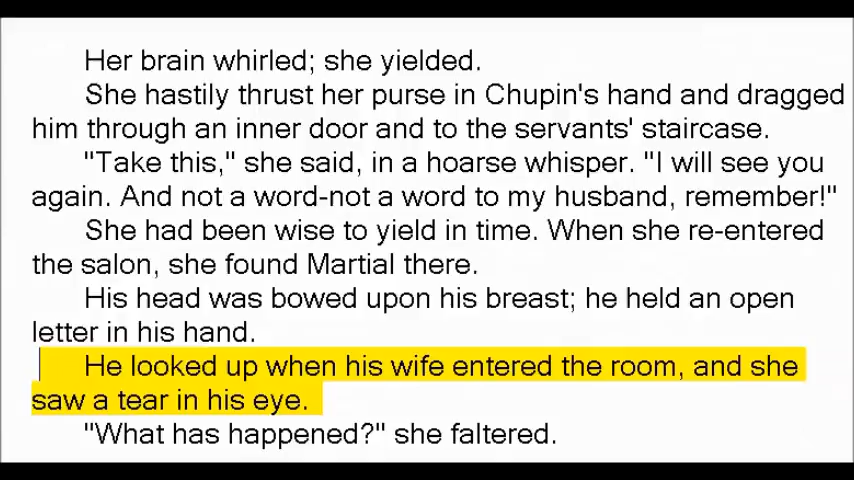 Her brain whirled; she yielded.
She hastily thrust her purse in Chupin's hand and dragged
him through an inner door and to the servants' staircase.
"Take this," she said, in a hoarse whisper. "I will see you
again. And not a word-not a word to my husband, remember!"
She had been wise to yield in time. When she re-entered
the salon, she found Martial there.
His head was bowed upon his breast; he held an open
letter in his hand.
He looked up when his wife entered the room, and she
saw a tear in his eye.
"What has happened?" she faltered.